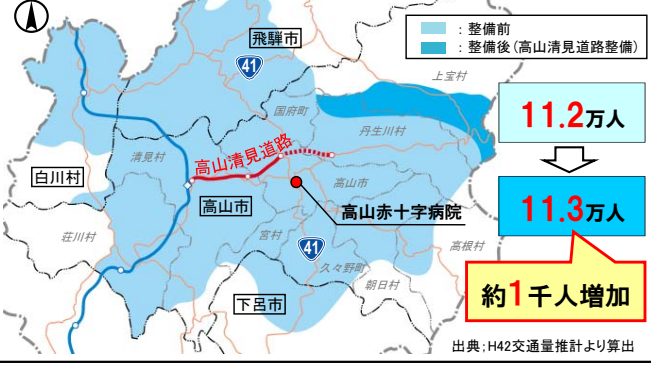 ：整備前
：整備後（高山清見道路整備）
飛騨市
41
上宝村
国府町
丹生川村
11.2万人
清見村
高山清見道路
白川村
高山市
高山市
高山赤十字病院
11.3万人
荘川村
宮村
41
高根村
久々野町
朝日村
下呂市
約1千人増加
出典；H42交通量推計より算出